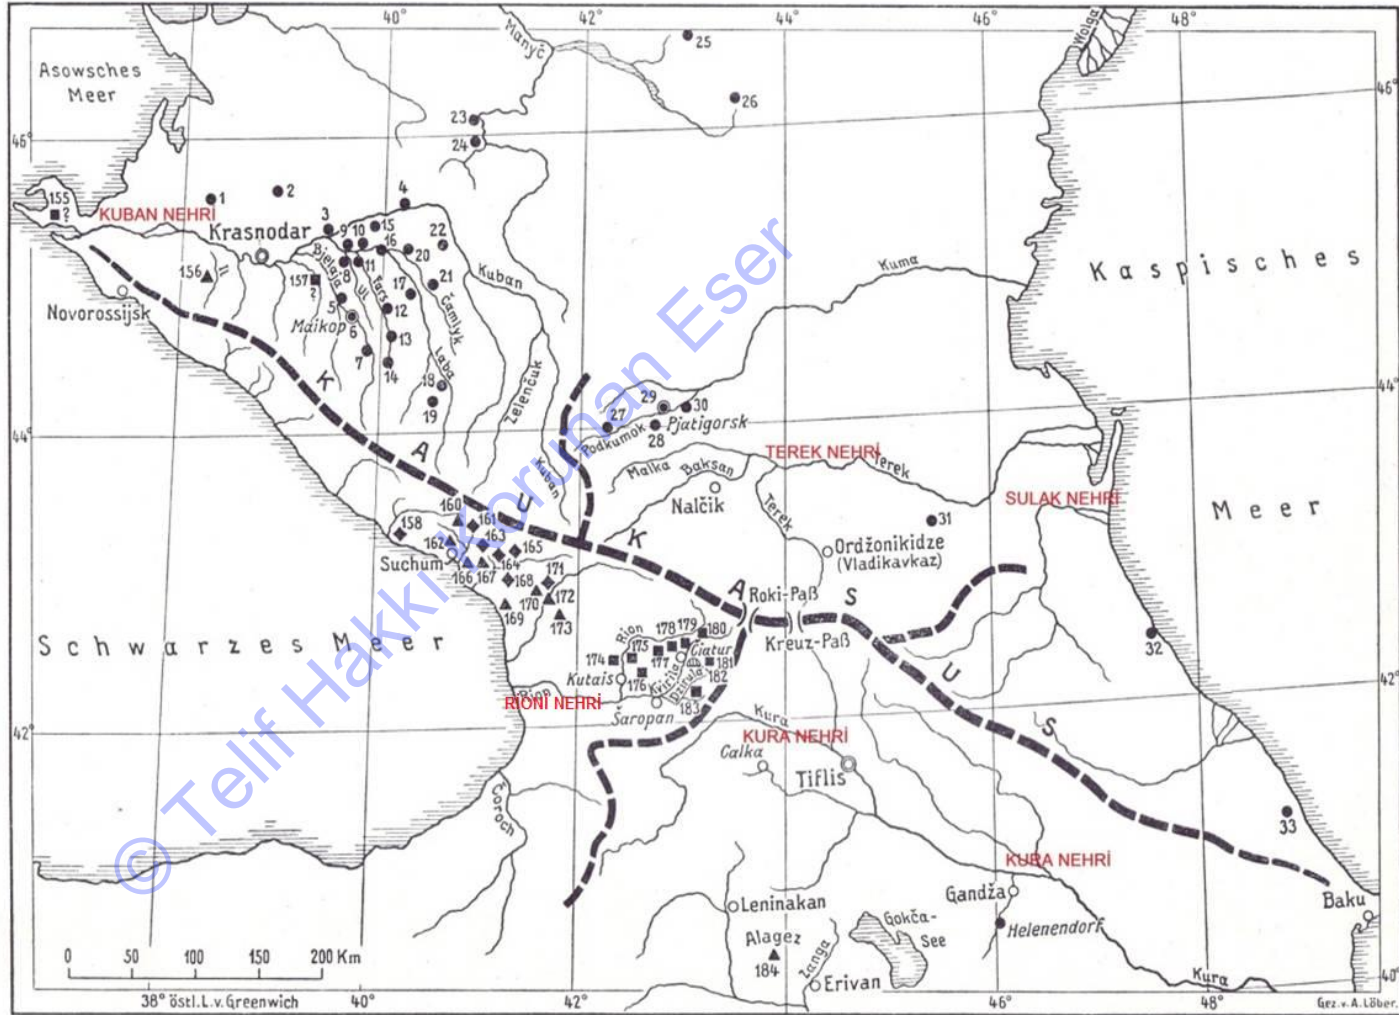 40°
42°
44°
46°
48°
Manyč
Wolga
25
Asowsches
Meer
26
46°
23
46°
24
155
?
1
2
4
KUBAN NEHRİ
3
15
22
Krasnodar
9
10
16
20
Kuban
Kuma
Kaspisches
156
Il
157
?
Bjelaja
8
11
Ul
Fars
17
21
Čamlyk
Novorossijsk
5
Maikop
6
12
13
7
14
Laba
18
19
Zelenčuk
44°
29
30
27
Podkumok
28
Pjatigorsk
44°
K A U K A S U S
Kuban
Malka
Baksan
TEREK NEHRİ
Terek
SULAK NEHRİ
Meer
Nalčik
Terek
31
Ordžonikidze
(Vladikavkaz)
158
160
161
162
163
164
165
Suchum
166
167
168
171
170
172
169
173
Roki-Paß
Kreuz-Paß
32
Schwarzes Meer
Rion
178
179
180
174
175
177
Ciatur
181
Kutais
176
Kvirila
Dzirula
182
Rion
RİONİ NEHRİ
183
Šaropan
42°
42°
Kura
KURA NEHRİ
Calka
Tiflis
Čoroch
33
KURA NEHRİ
Gandža
Leninakan
Gokča-
See
Helenendorf
Baku
Alagez
184
Zanga
Erivan
Kura
40°
0 50 100 150 200 Km
38° östl.L.v.Greenwich
40°
42°
44°
46°
48°
Gez.v.A.Löber.
© Telif Hakkı Korunan Eser